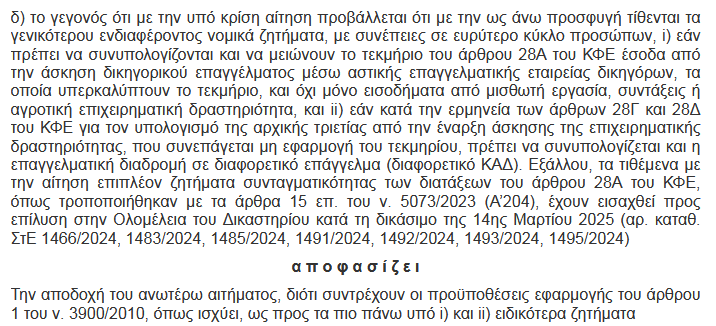 δ) το γεγονός ότι με την υπό κρίση αίτηση προβάλλεται ότι με την ως άνω προσφυγή τίθενται τα
γενικότερου ενδιαφέροντος νομικά ζητήματα, με συνέπειες σε ευρύτερο κύκλο προσώπων, i) εάν
πρέπει να συνυπολογίζονται και να μειώνουν το τεκμήριο του άρθρου 28Α του ΚΦΕ έσοδα από
την άσκηση δικηγορικού επαγγέλματος μέσω αστικής επαγγελματικής εταιρείας δικηγόρων, τα
οποία υπερκαλύπτουν το τεκμήριο, και όχι μόνο εισοδήματα από μισθωτή εργασία, συντάξεις ή
αγροτική επιχειρηματική δραστηριότητα, και ii) εάν κατά την ερμηνεία των άρθρων 28Γ και 28Δ
του ΚΦΕ για τον υπολογισμό της αρχικής τριετίας από την έναρξη άσκησης της επιχειρηματικής
δραστηριότητας, που συνεπάγεται μη εφαρμογή του τεκμηρίου, πρέπει να συνυπολογίζεται και η
επαγγελματική διαδρομή σε διαφορετικό επάγγελμα (διαφορετικό ΚΑΔ). Εξάλλου, τα τιθέμενα με
την αίτηση επιπλέον ζητήματα συνταγματικότητας των διατάξεων του άρθρου 28Α του ΚΦΕ,
όπως τροποποιήθηκαν με τα άρθρα 15 επ. του ν. 5073/2023 (Α’204), έχουν εισαχθεί προς
επίλυση στην Ολομέλεια του Δικαστηρίου κατά τη δικάσιμο της 14ης Μαρτίου 2025 (αρ. καταθ.
ΣτΕ 1466/2024, 1483/2024, 1485/2024, 1491/2024, 1492/2024, 1493/2024, 1495/2024)
α π ο φ α σ ί ζ ε ι
Την αποδοχή του ανωτέρω αιτήματος, διότι συντρέχουν οι προϋποθέσεις εφαρμογής του άρθρου
1 του ν. 3900/2010, όπως ισχύει, ως προς τα πιο πάνω υπό i) και ii) ειδικότερα ζητήματα